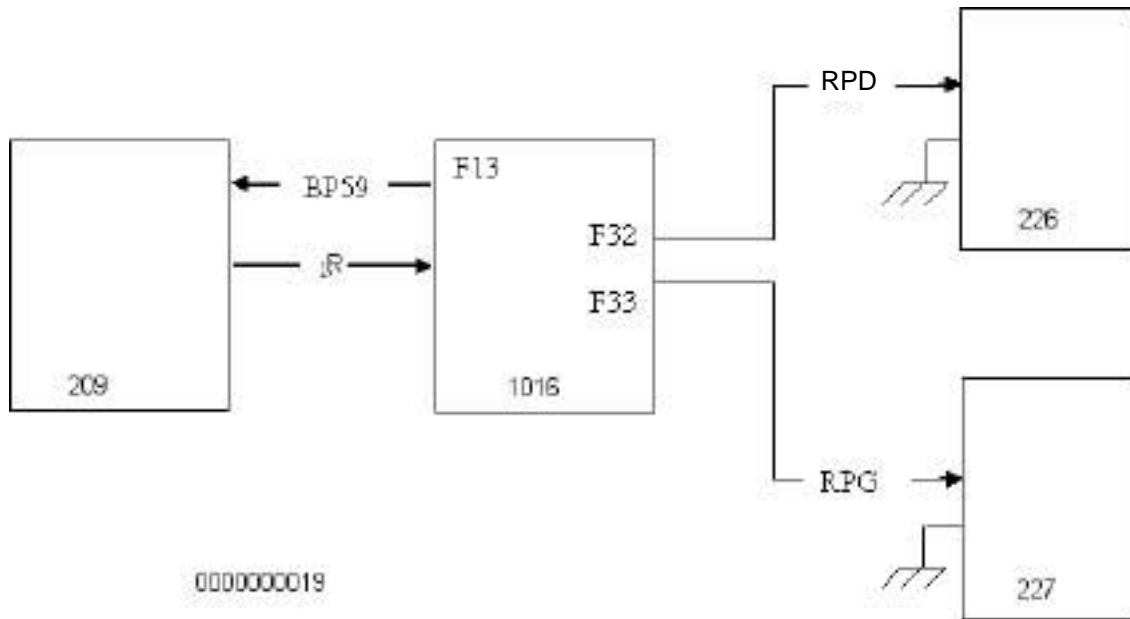 RPD
F13
BP59
F32
226
R
F33
209
1016
RPG
0000000019
227